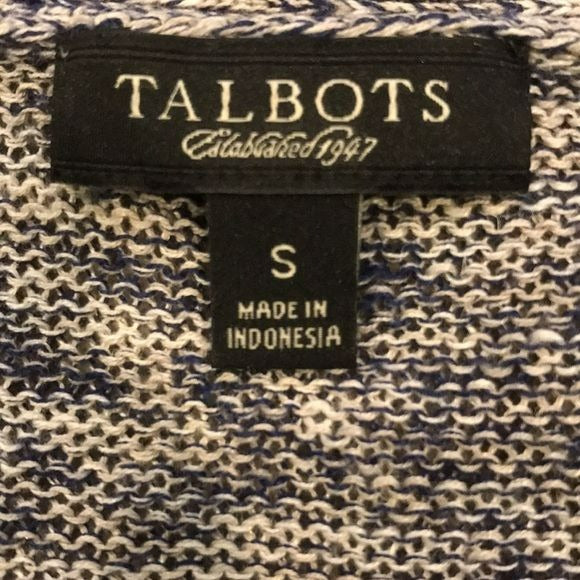 TALBOTS
Established 1947
S
MADE IN
INDONESIA